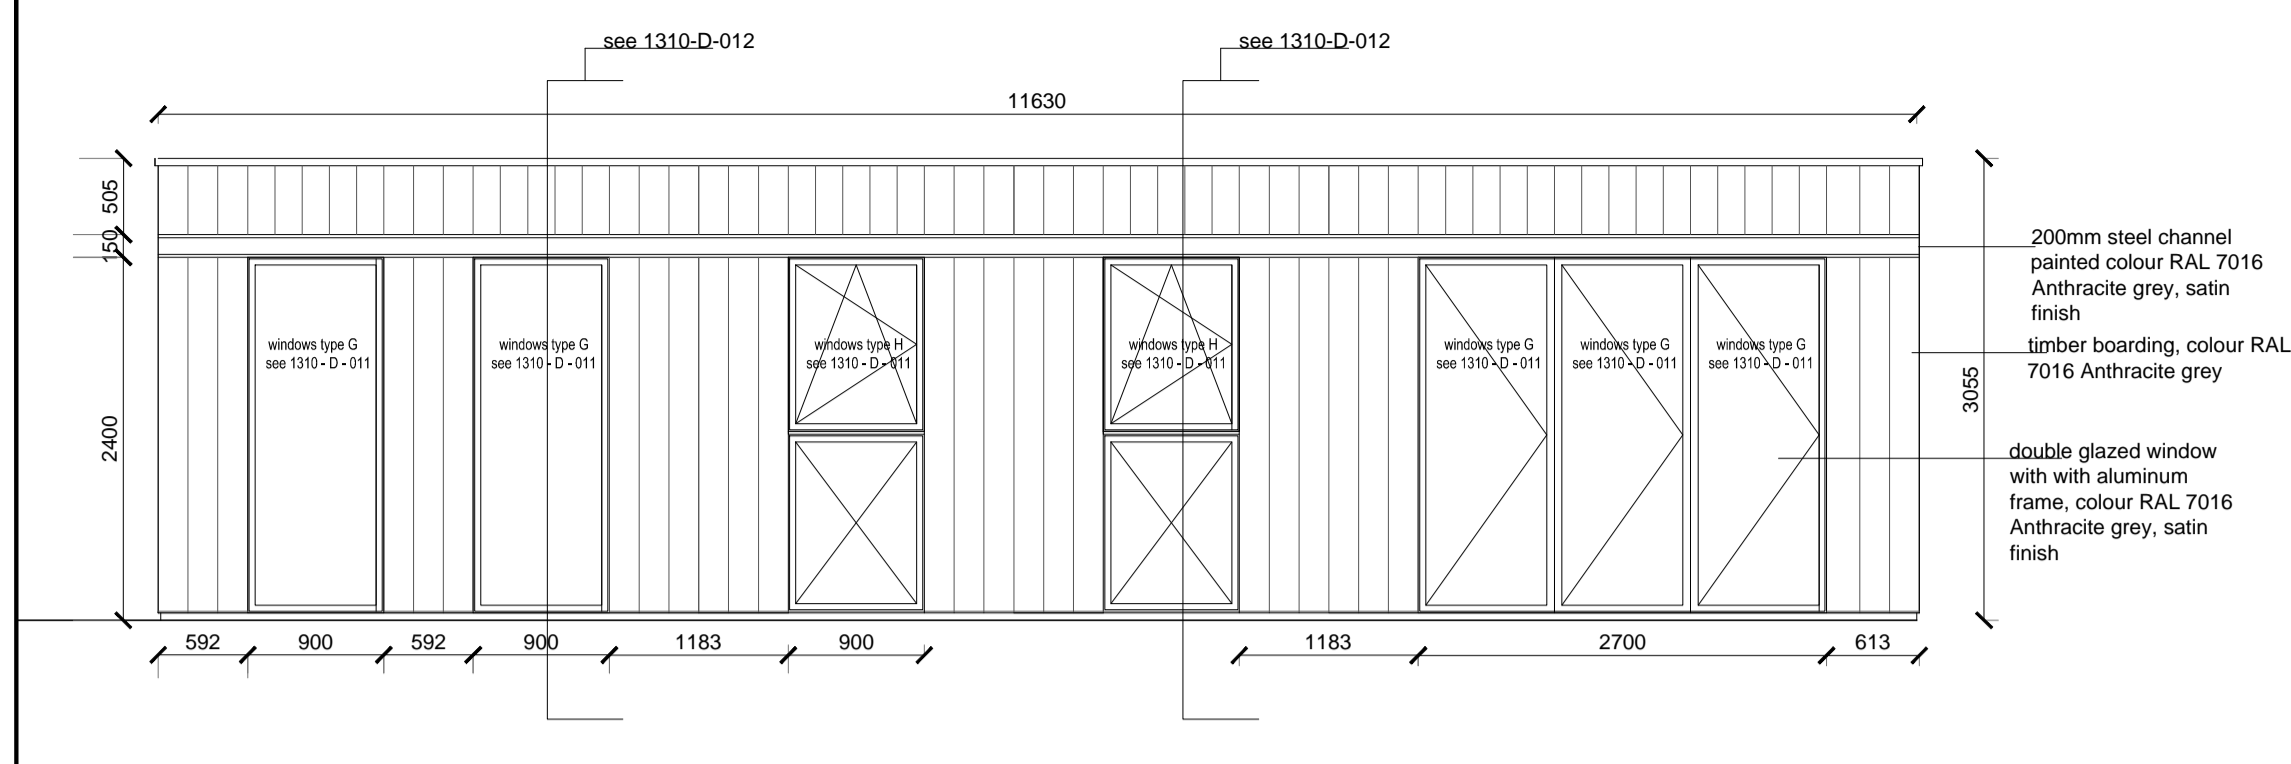 see 1310-D-012
see 1310-D-012
11630
505
150
2400
3055
200mm steel channel
painted colour RAL 7016
Anthracite grey, satin
finish
timber boarding, colour RAL
7016 Anthracite grey
double glazed window
with with aluminum
frame, colour RAL 7016
Anthracite grey, satin
finish
windows type G
see 1310 - D - 011
windows type G
see 1310 - D - 011
windows type H
see 1310 - D - 011
windows type H
see 1310 - D - 011
windows type G
see 1310 - D - 011
windows type G
see 1310 - D - 011
windows type G
see 1310 - D - 011
592
900
592
900
1183
900
1183
2700
613